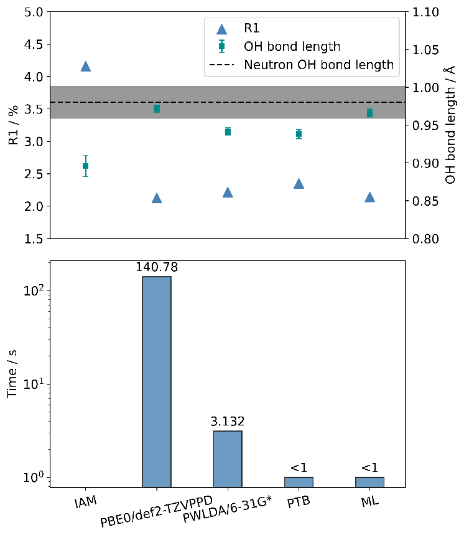 5.0
4.5
4.0
3.5
3.0
2.5
2.0
1.5
R1 / %
R1
OH bond length
Neutron OH bond length
1.10
1.05
1.00
0.95
0.90
0.85
0.80
OH bond length / Å
10²
10¹
10⁰
Time / s
140.78
3.132
<1
<1
IAM
PBE0/def2-TZVPPD
PWLDA/6-31G*
PTB
ML